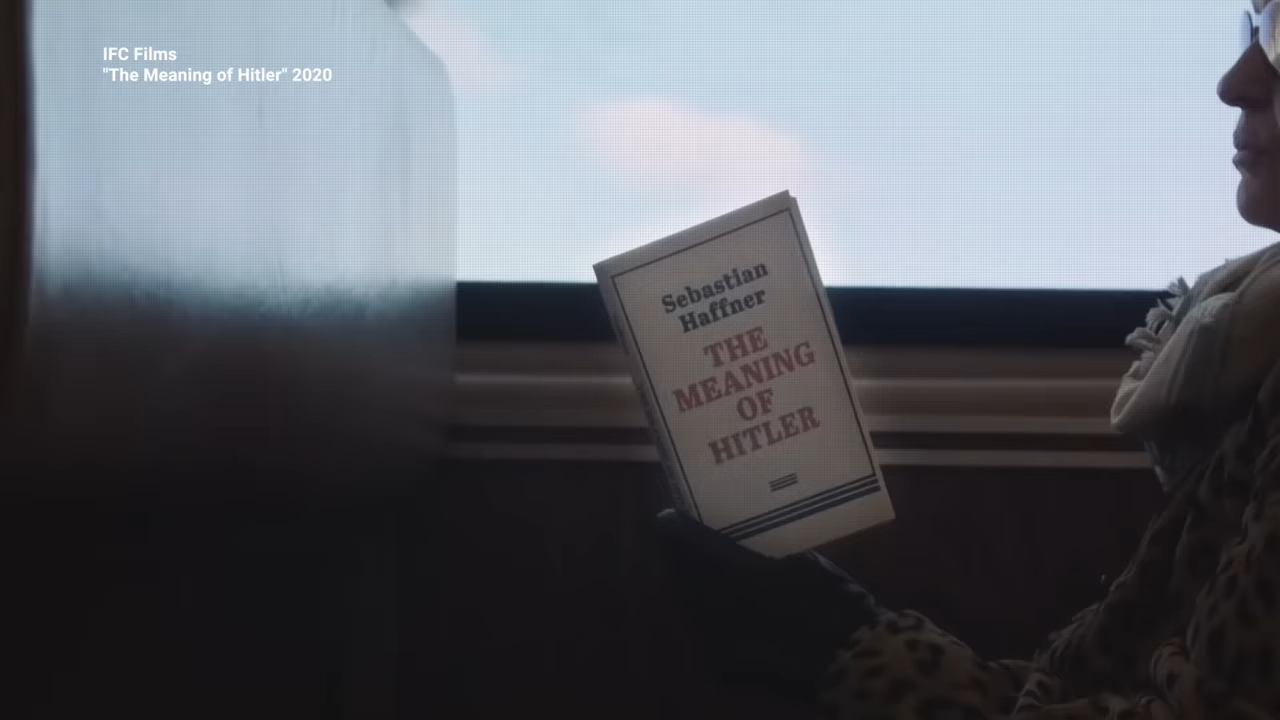 IFC Films
"The Meaning of Hitler" 2020
Sebastian
Haffner
THE
MEANING
OF
HITLER